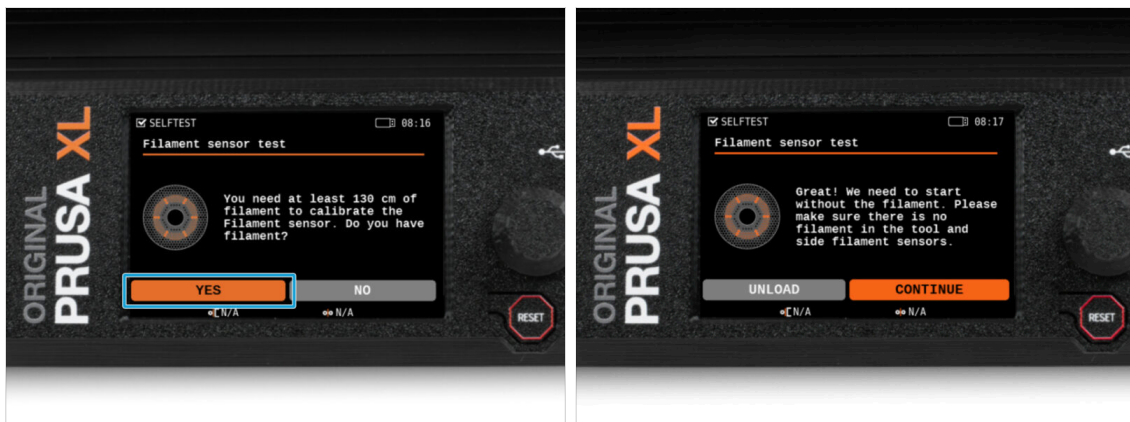 ORIGINAL
PRUSA XL
SELFTEST
08:16
Filament sensor test
You need at least 130 cm of
filament to calibrate the
Filament sensor. Do you have
filament?
YES
NO
N/A
N/A
RESET
ORIGINAL
PRUSA XL
SELFTEST
08:17
Filament sensor test
Great! We need to start
without the filament. Please
make sure there is no
filament in the tool and
side filament sensors.
UNLOAD
CONTINUE
N/A
N/A
RESET